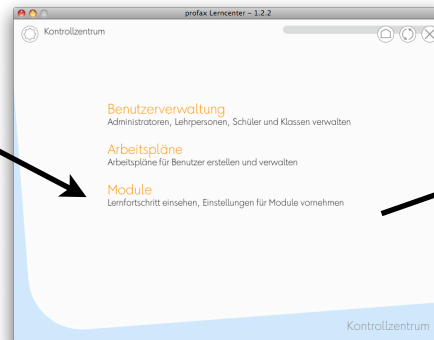 profax Lerncenter – 1.2.2
Kontrollzentrum
Benutzerverwaltung
Administratoren, Lehrpersonen, Schüler und Klassen verwalten
Arbeitspläne
Arbeitspläne für Benutzer erstellen und verwalten
Module
Lernfortschritt einsehen, Einstellungen für Module vornehmen
Kontrollzentrum